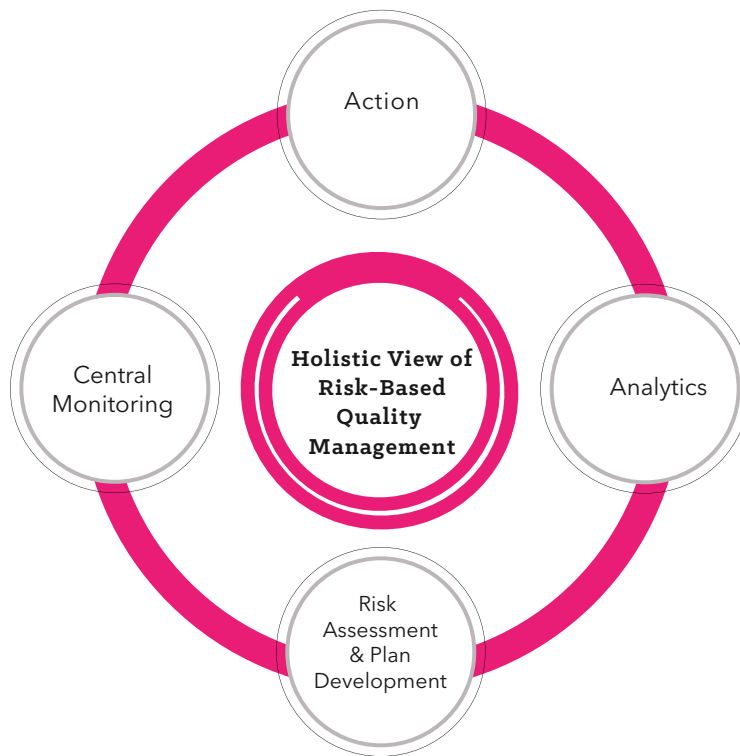 Action
Central
Monitoring
Holistic View of
Risk-Based
Quality
Management
Analytics
Risk
Assessment
& Plan
Development